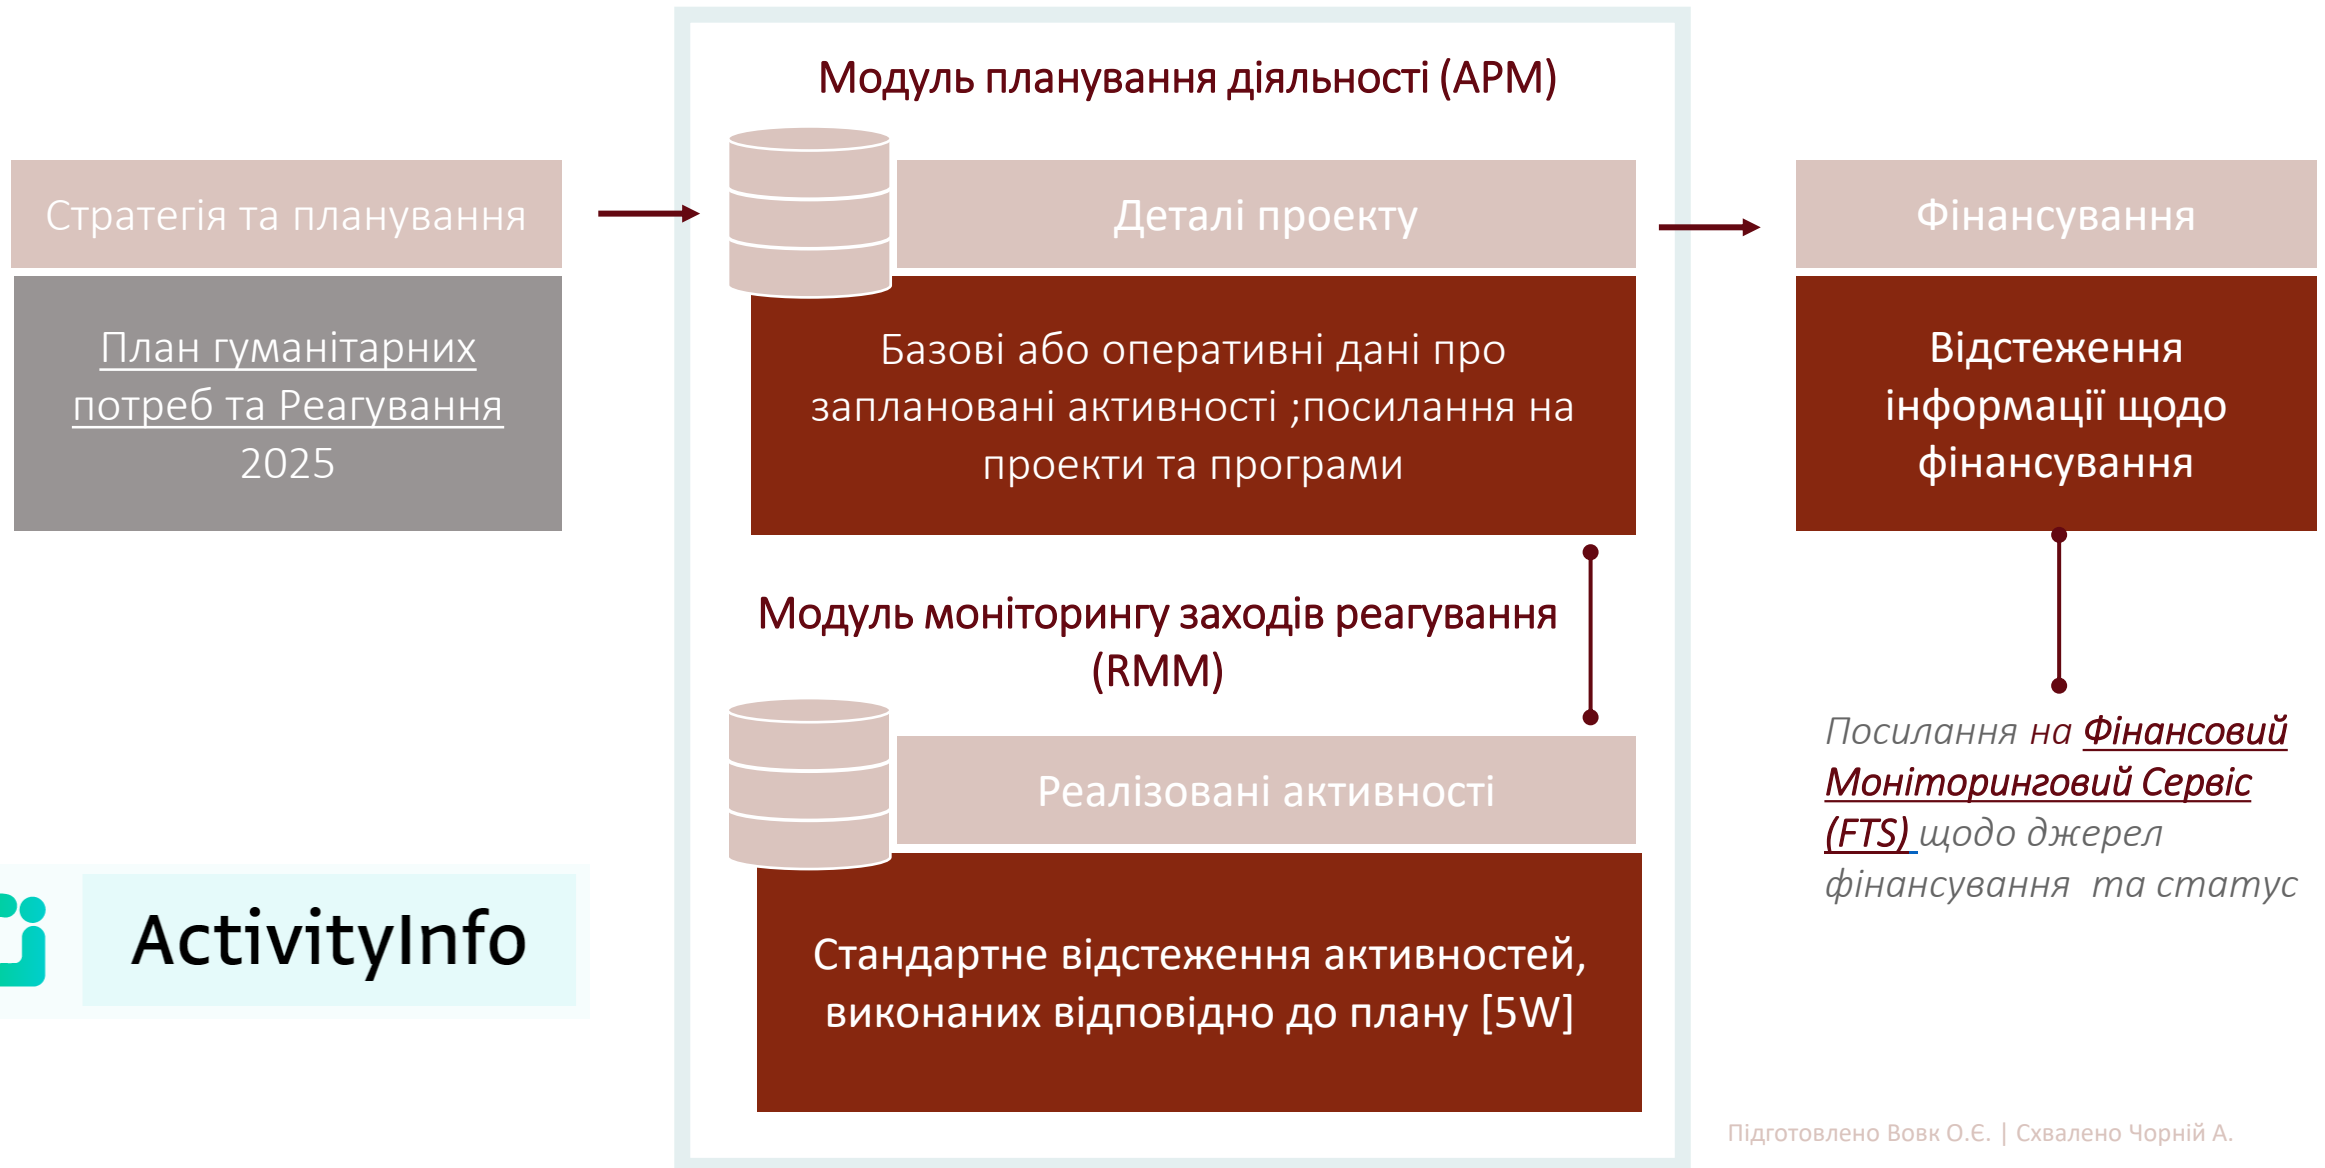 Стратегія та планування
План гуманітарних
потреб та Реагування
2025
Модуль планування діяльності (APM)
Деталі проекту
Базові або оперативні дані про
заплановані активності ;посилання на
проекти та програми
Модуль моніторингу заходів реагування
(RMM)
Реалізовані активності
Стандартне відстеження активностей,
виконаних відповідно до плану [5W]
Фінансування
Відстеження
інформації щодо
фінансування
Посилання на Фінансовий
Моніторинговий Сервіс
(FTS) щодо джерел
фінансування та статус
ActivityInfo
Підготовлено Вовк О.Є. | Схвалено Чорній А.